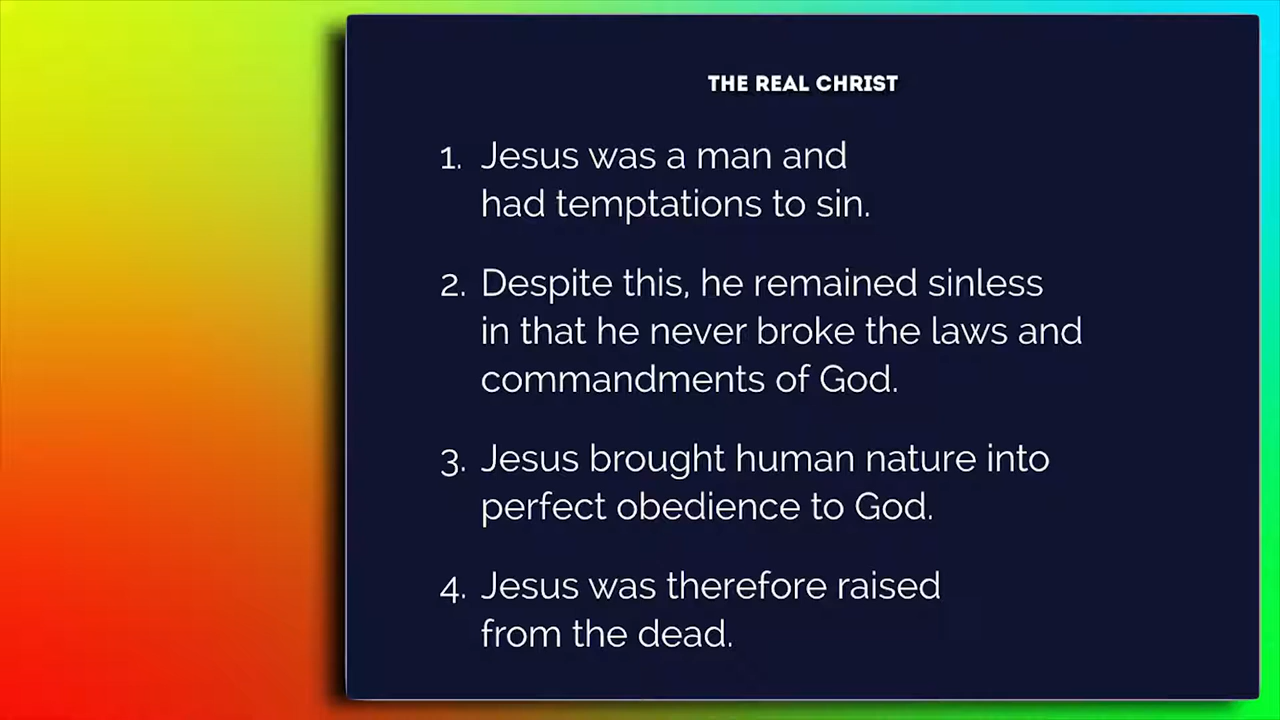 THE REAL CHRIST
1. Jesus was a man and
had temptations to sin.
2. Despite this, he remained sinless
in that he never broke the laws and
commandments of God.
3. Jesus brought human nature into
perfect obedience to God.
4. Jesus was therefore raised
from the dead.